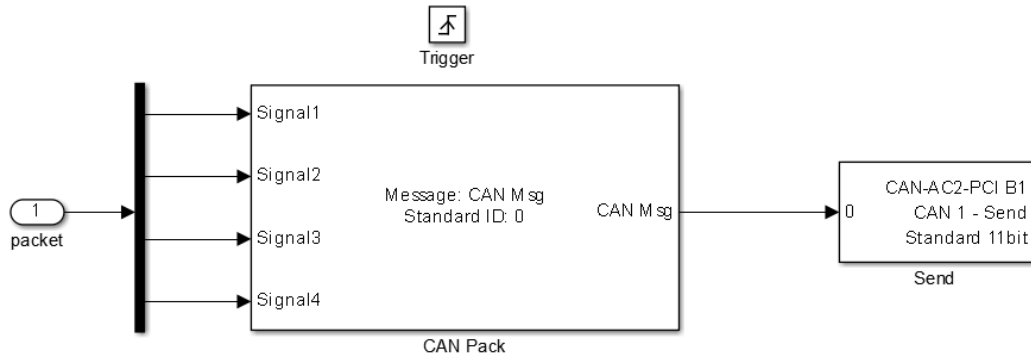 Trigger
Signal1
Signal2
Message: CAN Msg
Standard ID: 0
CAN Msg
Signal3
Signal4
CAN Pack
1
packet
0
CAN-AC2-PCI B1
CAN 1 - Send
Standard 11bit
Send